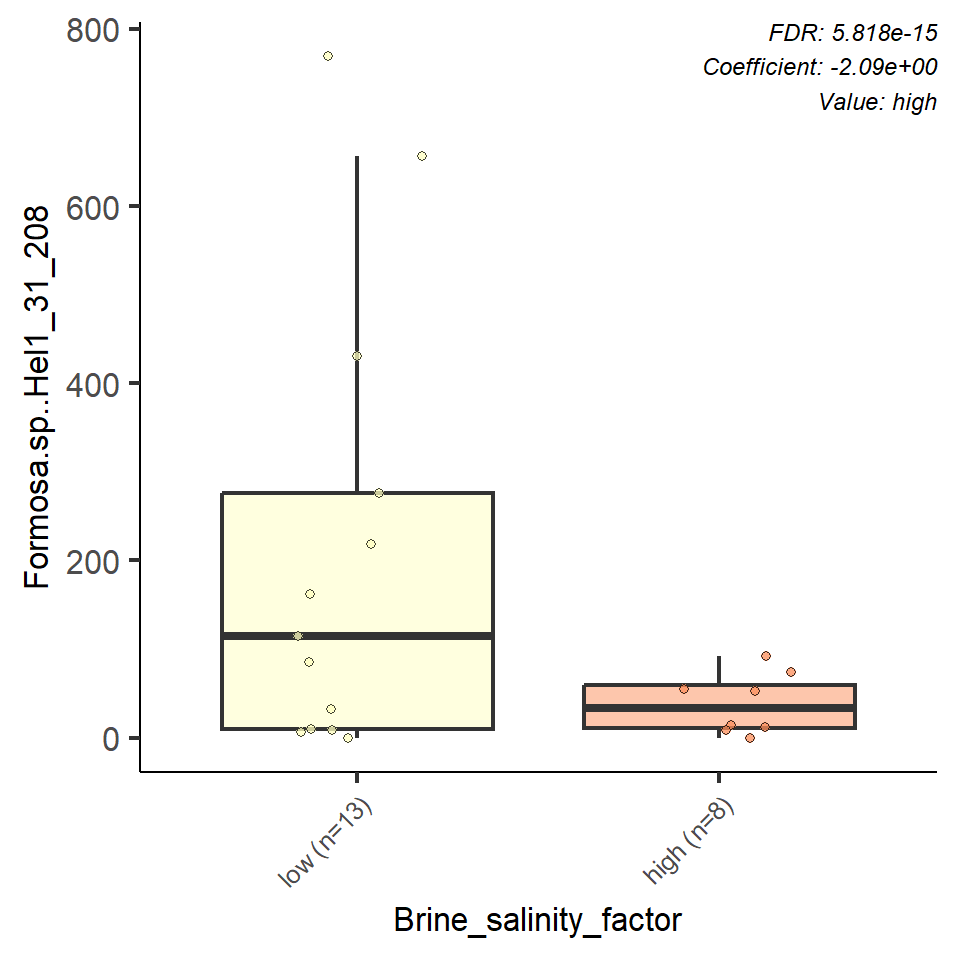 FDR: 5.818e-15
Coefficient: -2.09e+00
Value: high
Formosa.sp..Hel1_31_208
800
600
400
200
0
low (n=13)
high (n=8)
Brine_salinity_factor